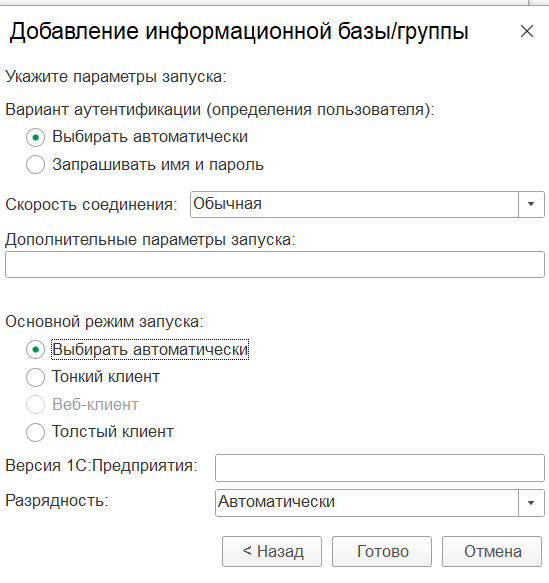 Добавление информационной базы/группы
Укажите параметры запуска:
Вариант аутентификации (определения пользователя):
Выбирать автоматически
Запрашивать имя и пароль
Скорость соединения: Обычная
Дополнительные параметры запуска:
Основной режим запуска:
Выбирать автоматически
Тонкий клиент
Веб-клиент
Толстый клиент
Версия 1С:Предприятия:
Разрядность: Автоматически
< Назад Готово Отмена